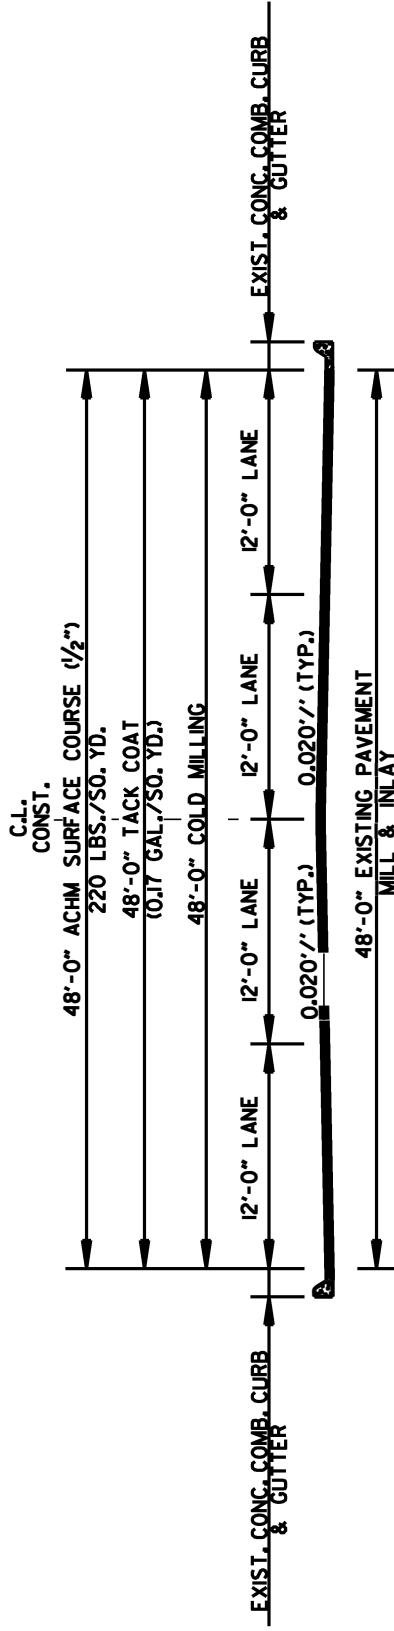 C.L.
CONST.
48'-0" ACHM SURFACE COURSE (1/2")
220 LBS./SQ. YD.
48'-0" TACK COAT
(0.17 GAL./SQ. YD.)
48'-0" COLD MILLING
EXIST. CONC. COMB. CURB
& GUTTER
12'-0" LANE
12'-0" LANE
12'-0" LANE
12'-0" LANE
EXIST. CONC. COMB. CURB
& GUTTER
0.020'/' (TYP.)
0.020'/' (TYP.)
48'-0" EXISTING PAVEMENT
MILL & INLAY